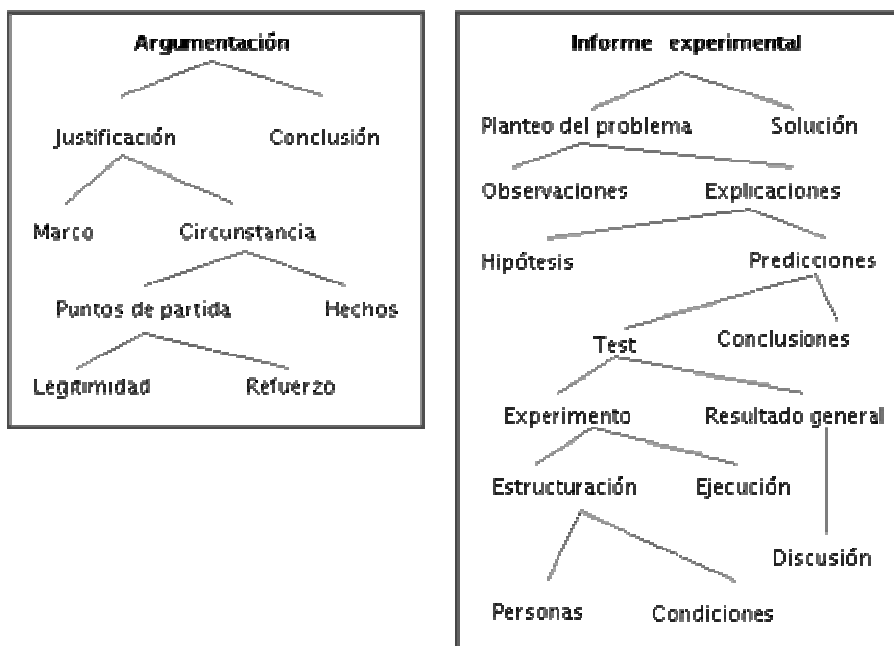 Argumentación
Justificación Conclusión
Marco Circunstancia
Puntos de partida Hechos
Legitimidad Refuerzo
Informe experimental
Planteo del problema Solución
Observaciones Explicaciones
Hipótesis Predicciones
Test Conclusiones
Experimento Resultado general
Estructuración Ejecución
Discusión
Personas Condiciones